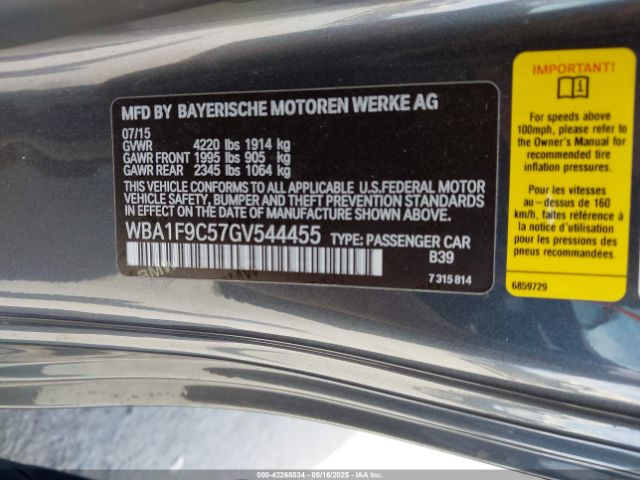 MFD BY BAYERISCHE MOTOREN WERKE AG
07/15
GVWR 4220 lbs 1914 kg
GAWR FRONT 1995 lbs 905 kg
GAWR REAR 2345 lbs 1064 kg
THIS VEHICLE CONFORMS TO ALL APPLICABLE U.S.FEDERAL MOTOR
VEHICLE SAFETY, BUMPER, AND THEFT PREVENTION STANDARDS
IN EFFECT ON THE DATE OF MANUFACTURE SHOWN ABOVE.
WBA1F9C57GV544455 TYPE: PASSENGER CAR
B39
7 315 814
IMPORTANT!
For speeds above
100mph, please refer to
the Owner's Manual for
recommended tire
inflation pressures.
Pour les vitesses
au-dessus de 160
km/h, faites référence
à la notice d'utilisation
pour les pressions des
pneus recommandées.
6859729
000-42268534 - 05/16/2025 - IAAI.COM